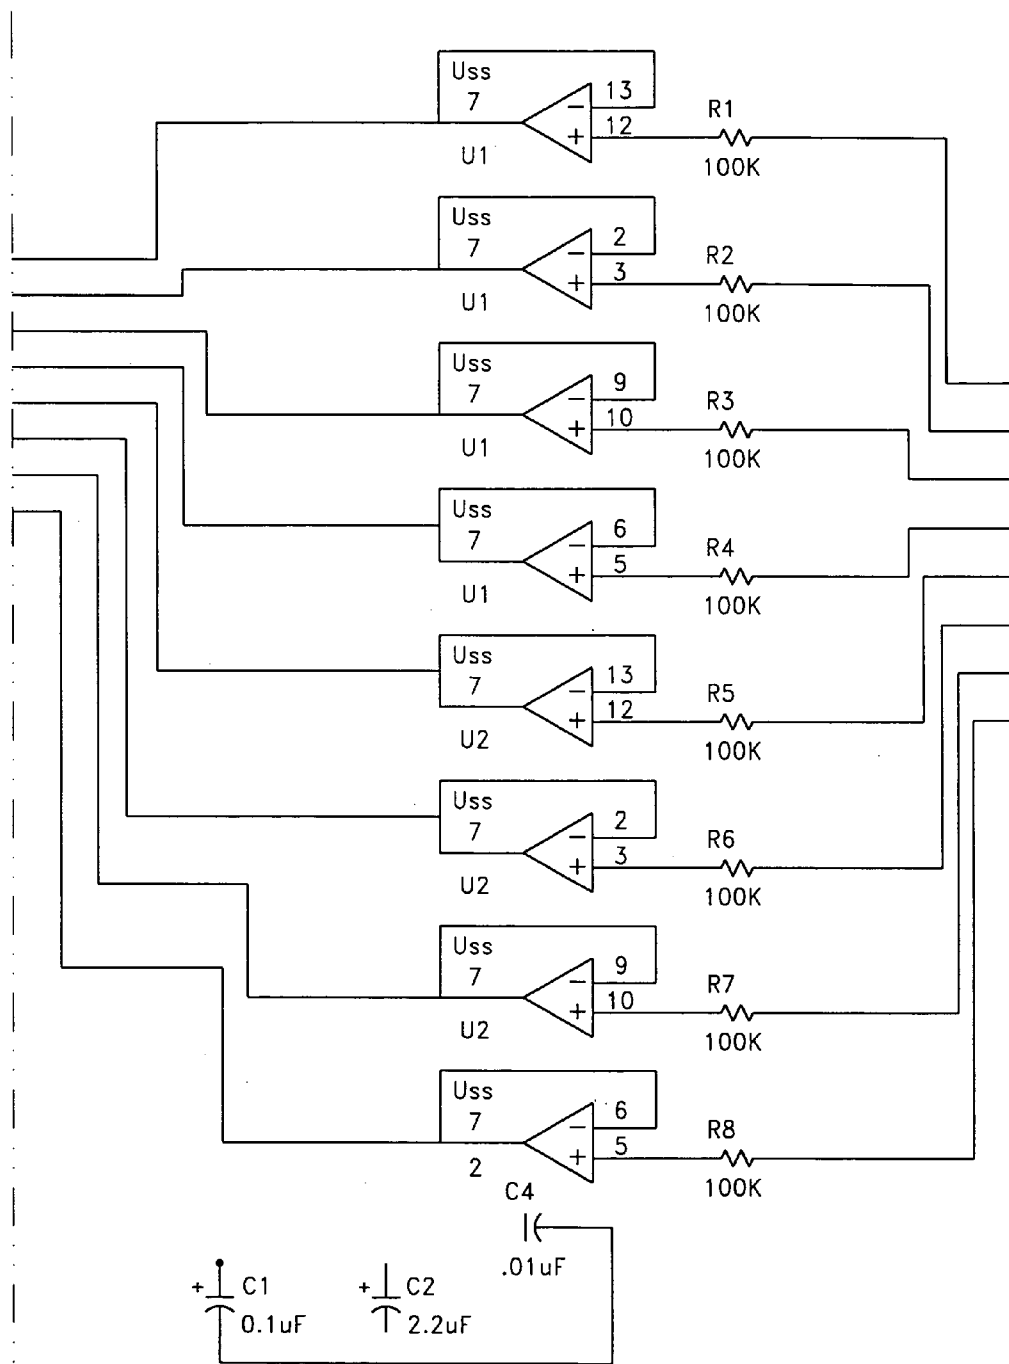 Uss
7
U1
− 13
+ 12
R1
100K
Uss
7
U1
− 2
+ 3
R2
100K
Uss
7
U1
− 9
+ 10
R3
100K
Uss
7
U1
− 6
+ 5
R4
100K
Uss
7
U2
− 13
+ 12
R5
100K
Uss
7
U2
− 2
+ 3
R6
100K
Uss
7
U2
− 9
+ 10
R7
100K
Uss
7
2
− 6
+ 5
R8
100K
C4
.01uF
+ C1
0.1uF
+ C2
2.2uF